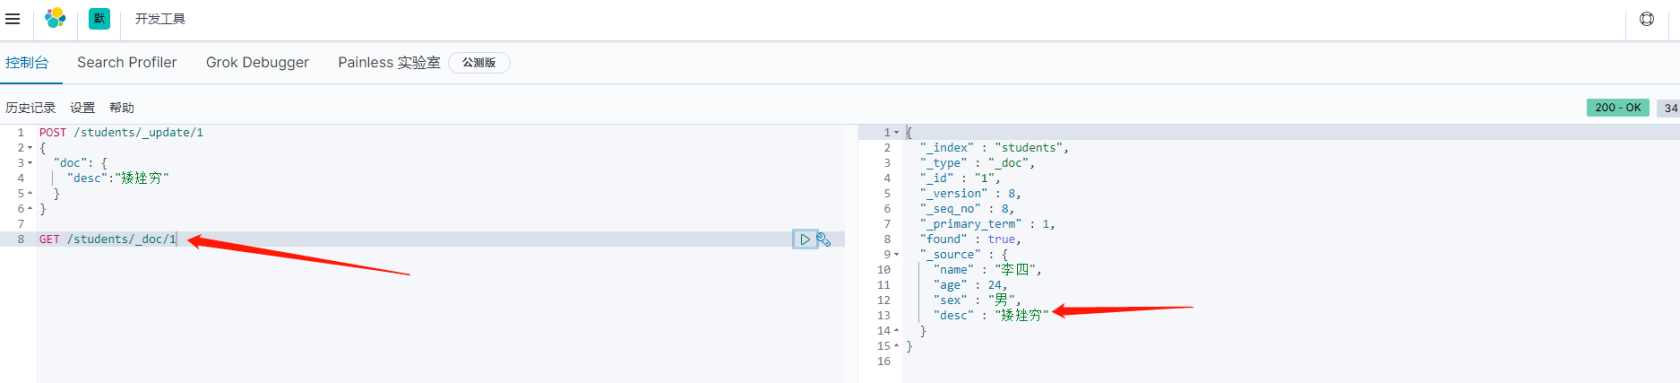 默 开发工具
控制台 Search Profiler Grok Debugger Painless 实验室 公测版
历史记录 设置 帮助
200 - OK 34
1 POST /students/_update/1
2 {
3 "doc": {
4 "desc":"矮矬穷"
5 }
6 }
7
8 GET /students/_doc/1
1 {
2 "_index" : "students",
3 "_type" : "_doc",
4 "_id" : "1",
5 "_version" : 8,
6 "_seq_no" : 8,
7 "_primary_term" : 1,
8 "found" : true,
9 "_source" : {
10 "name" : "李四",
11 "age" : 24,
12 "sex" : "男",
13 "desc" : "矮矬穷"
14 }
15 }
16